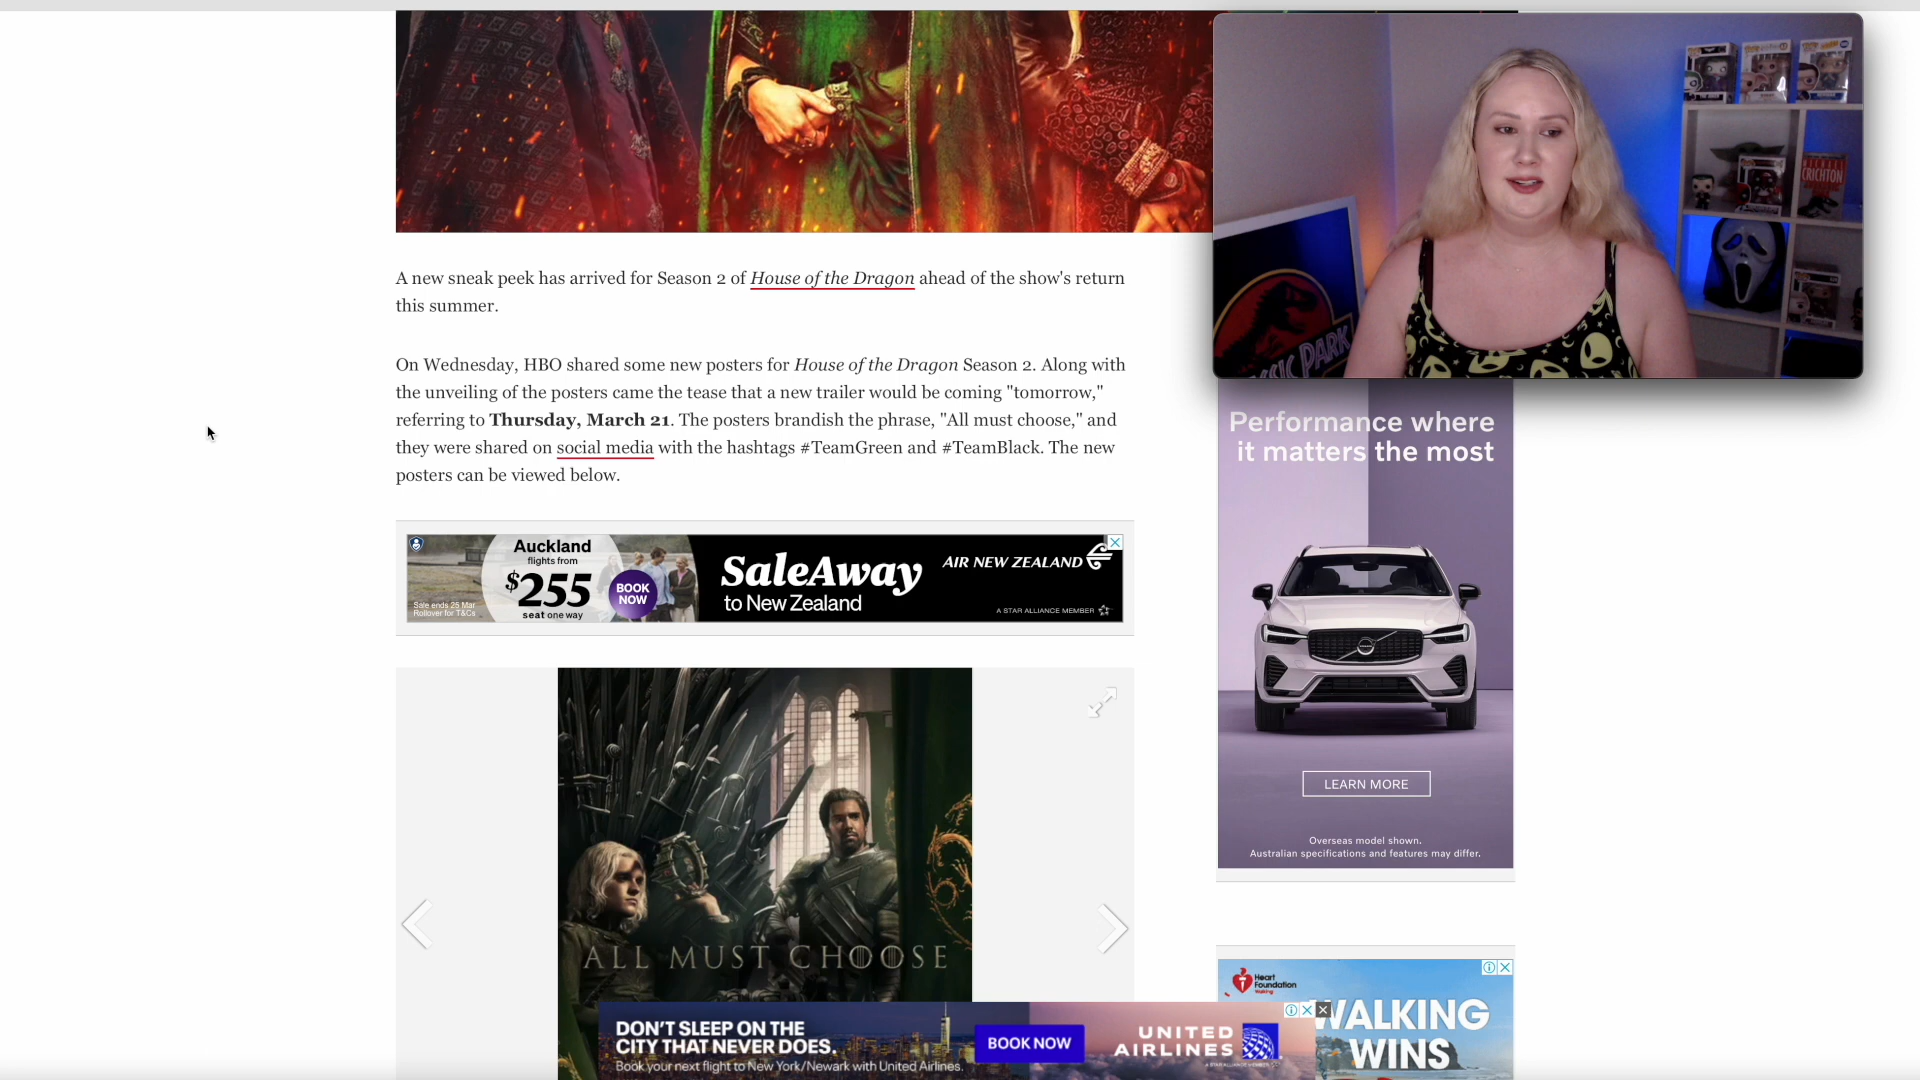 A new sneak peek has arrived for Season 2 of House of the Dragon ahead of the show's return
this summer.
On Wednesday, HBO shared some new posters for House of the Dragon Season 2. Along with
the unveiling of the posters came the tease that a new trailer would be coming "tomorrow,"
referring to Thursday, March 21. The posters brandish the phrase, "All must choose," and
they were shared on social media with the hashtags #TeamGreen and #TeamBlack. The new
posters can be viewed below.
Auckland
flights from
$255
seat one way
Sale ends 25 Mar
Rollover for T&Cs
BOOK
NOW
SaleAway
to New Zealand
AIR NEW ZEALAND
A STAR ALLIANCE MEMBER
ALL MUST CHOOSE
DON'T SLEEP ON THE
CITY THAT NEVER DOES.
Book your next flight to New York/Newark with United Airlines.
BOOK NOW
UNITED
AIRLINES
A STAR ALLIANCE MEMBER
CRICHTON
PARK
Performance where
it matters the most
LEARN MORE
Overseas model shown.
Australian specifications and features may differ.
Heart
Foundation
Walking
WALKING
WINS